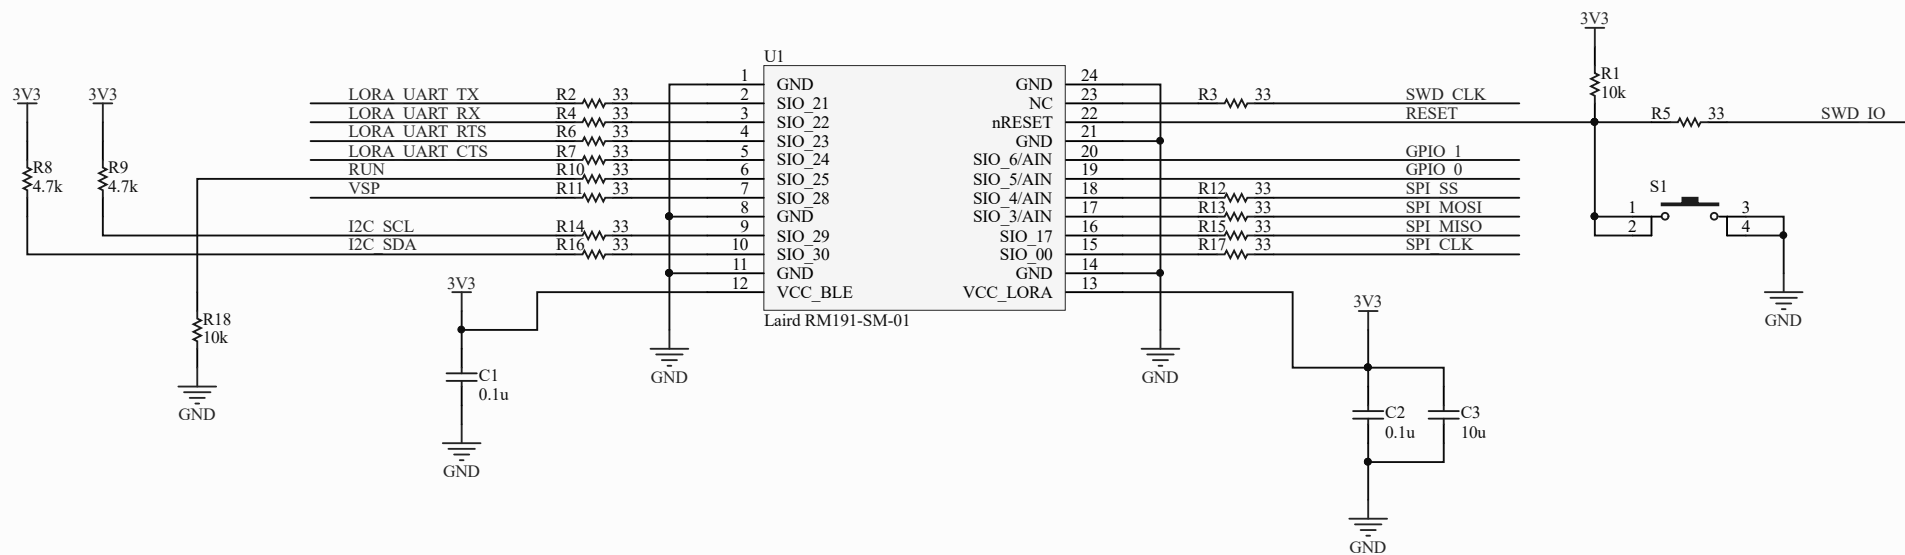 3V3
U1
1 GND GND 24
3V3 3V3 R1
10k
LORA_UART_TX R2 33 2 SIO_21 NC 23 R3 33 SWD_CLK
LORA_UART_RX R4 33 3 SIO_22 nRESET 22 RESET R5 33 SWD_IO
LORA_UART_RTS R6 33 4 SIO_23 GND 21
LORA_UART_CTS R7 33 5 SIO_24 SIO_6/AIN 20 GPIO_1
R8 R9 RUN R10 33 6 SIO_25 SIO_5/AIN 19 GPIO_0
4.7k 4.7k VSP R11 33 7 SIO_28 SIO_4/AIN 18 R12 33 SPI_SS S1
8 GND SIO_3/AIN 17 R13 33 SPI_MOSI 1 3
I2C_SCL R14 33 9 SIO_29 SIO_17 16 R15 33 SPI_MISO 2 4
I2C_SDA R16 33 10 SIO_30 SIO_00 15 R17 33 SPI_CLK
11 GND GND 14
3V3 12 VCC_BLE VCC_LORA 13
3V3
R18 Laird RM191-SM-01 GND
10k
C1 GND GND
0.1u
GND C2 C3
0.1u 10u
GND
GND